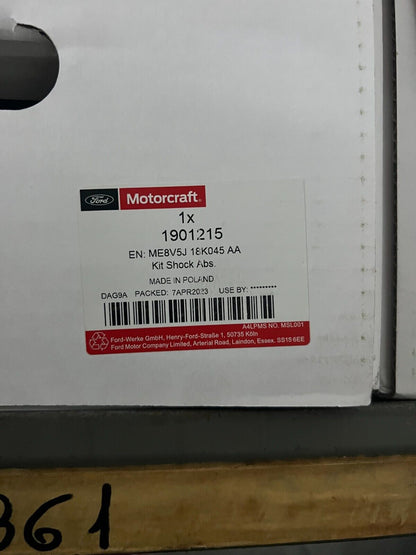 Ford Motorcraft
1x
1901215
EN: ME8V5J 18K045 AA
Kit Shock Abs.
MADE IN POLAND
DAG9A PACKED: 7APR2023 USE BY: ·········
A4LPMS NO. MSL001
Ford-Werke GmbH, Henry-Ford-Straße 1, 50735 Köln
Ford Motor Company Limited, Arterial Road, Laindon, Essex. SS15 6EE
361